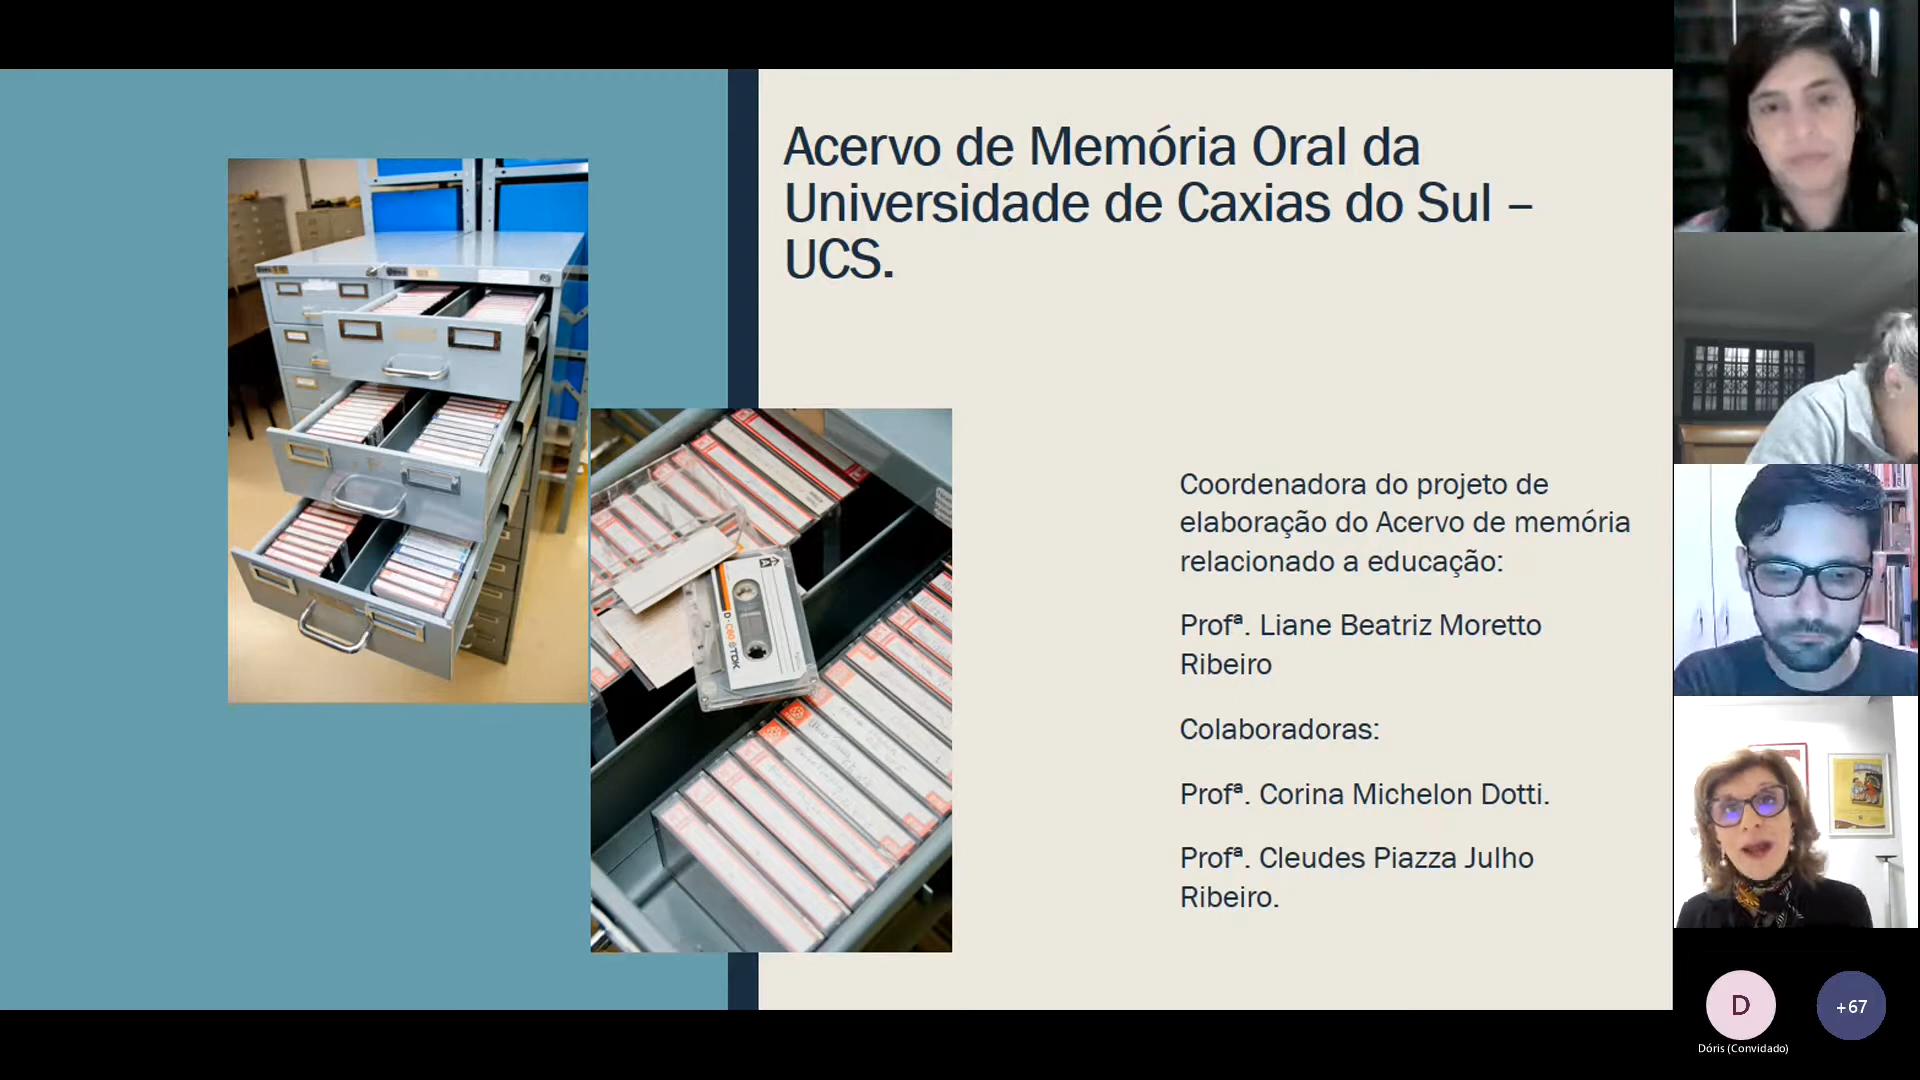 Acervo de Memória Oral da
Universidade de Caxias do Sul –
UCS.
Coordenadora do projeto de
elaboração do Acervo de memória
relacionado a educação:
Profª. Liane Beatriz Moretto
Ribeiro
Colaboradoras:
Profª. Corina Michelon Dotti.
Profª. Cleudes Piazza Julho
Ribeiro.
TDK
D
+67
Dóris (Convidado)